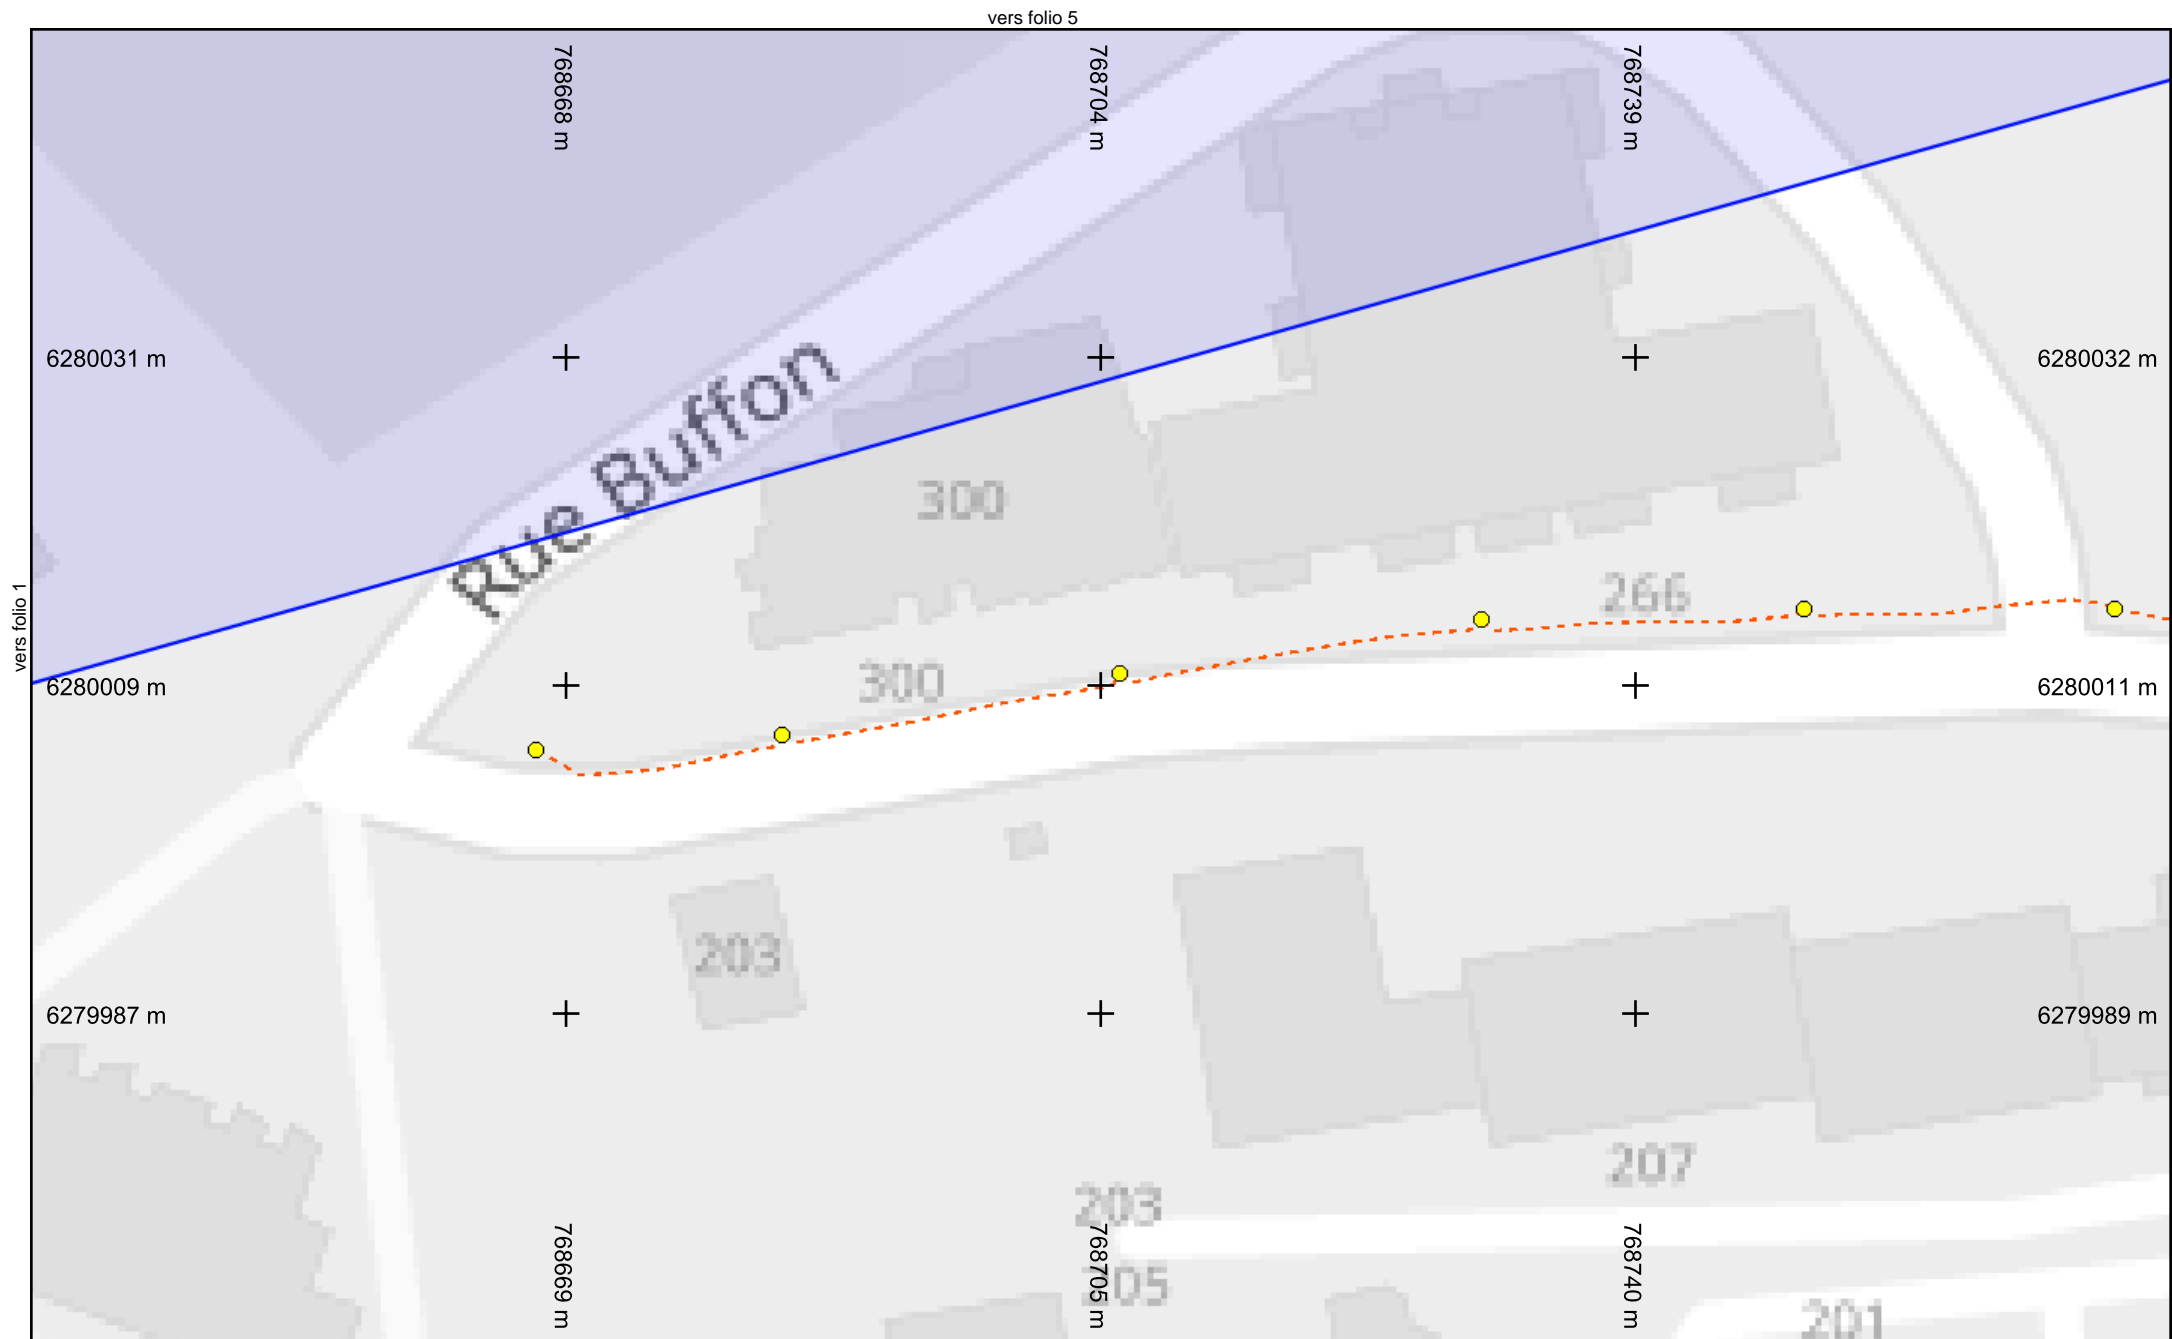 vers folio 5
768668 m
768704 m
768739 m
6280031 m
6280032 m
Rue Buffon
300
266
vers folio 1
6280009 m
300
6280011 m
203
6279987 m
6279989 m
207
203
768669 m
768705 m
768740 m
205
201